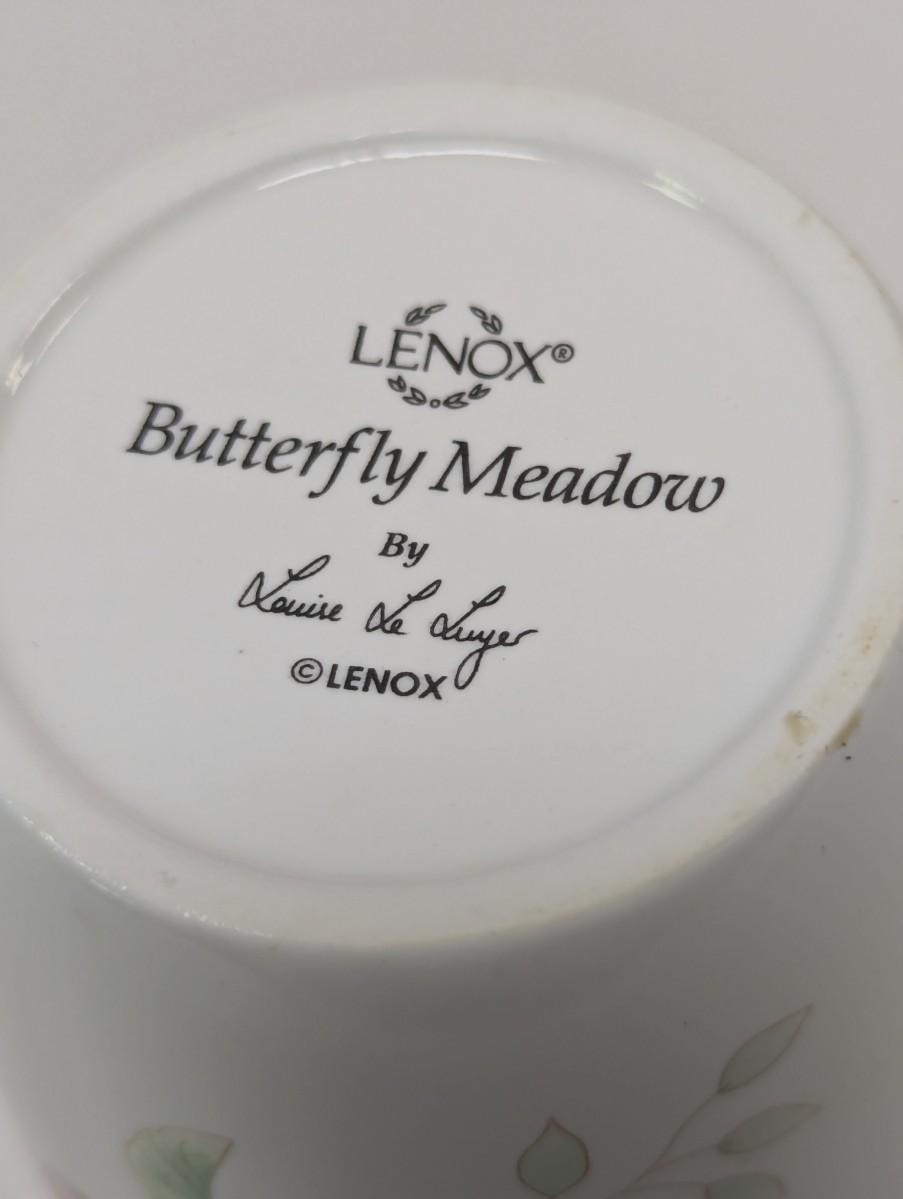 LENOX®
Butterfly Meadow
By
Louise Le Luyer
©LENOX